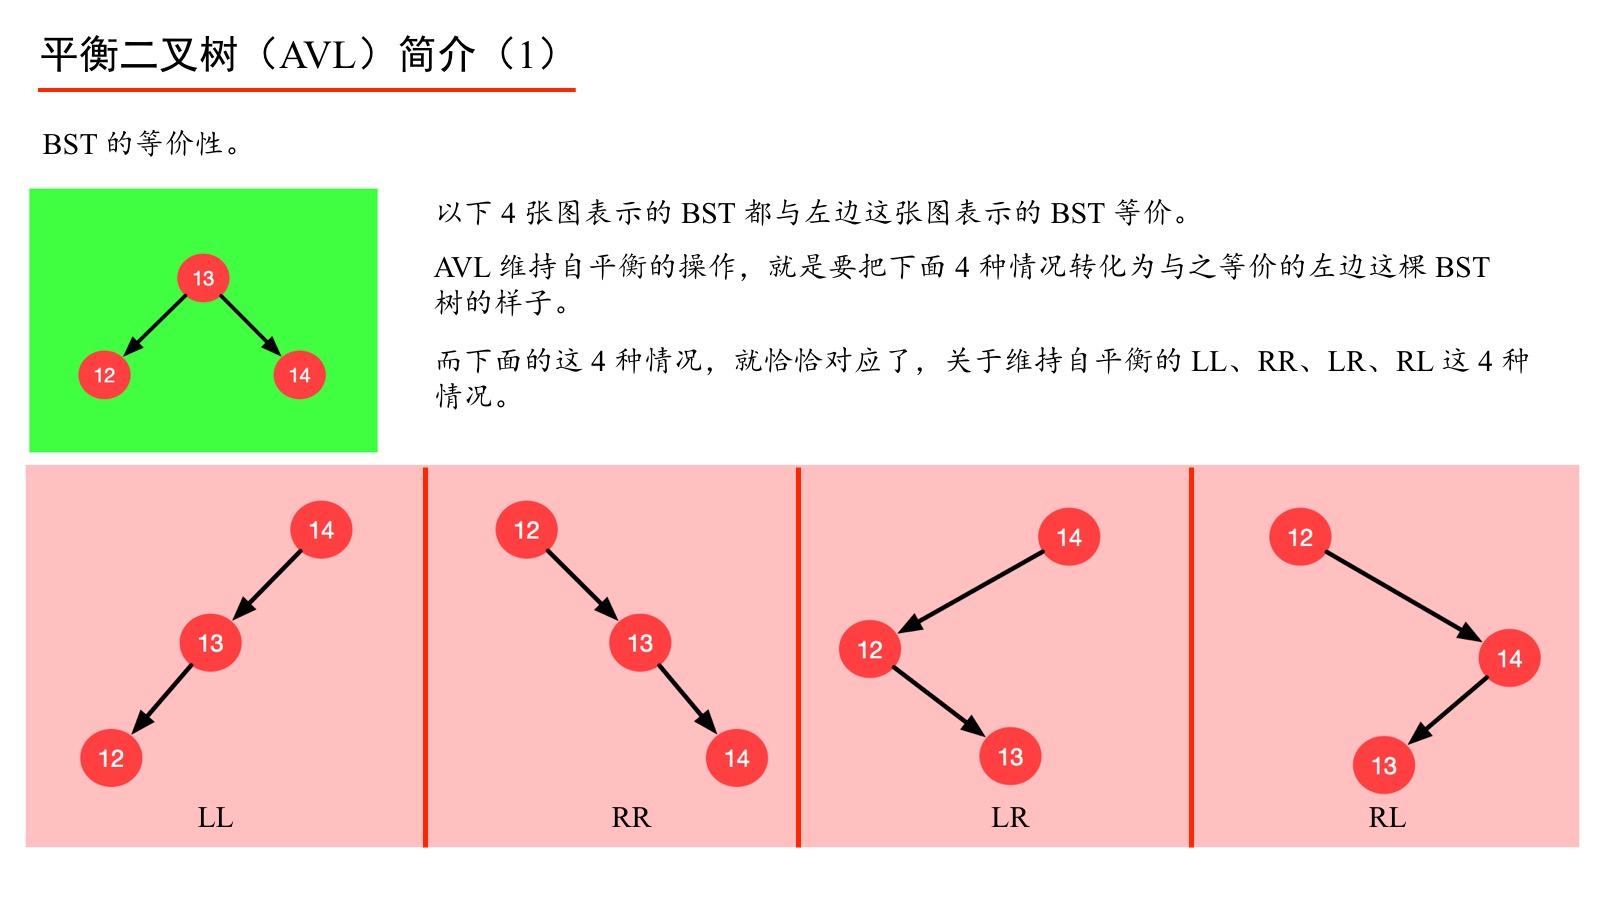 平衡二叉树（AVL）简介（1）
BST 的等价性。
以下 4 张图表示的 BST 都与左边这张图表示的 BST 等价。
AVL 维持自平衡的操作，就是要把下面 4 种情况转化为与之等价的左边这棵 BST
树的样子。
而下面的这 4 种情况，就恰恰对应了，关于维持自平衡的 LL、RR、LR、RL 这 4 种
情况。
13
12
14
14
13
12
LL
12
13
14
RR
14
12
13
LR
12
14
13
RL